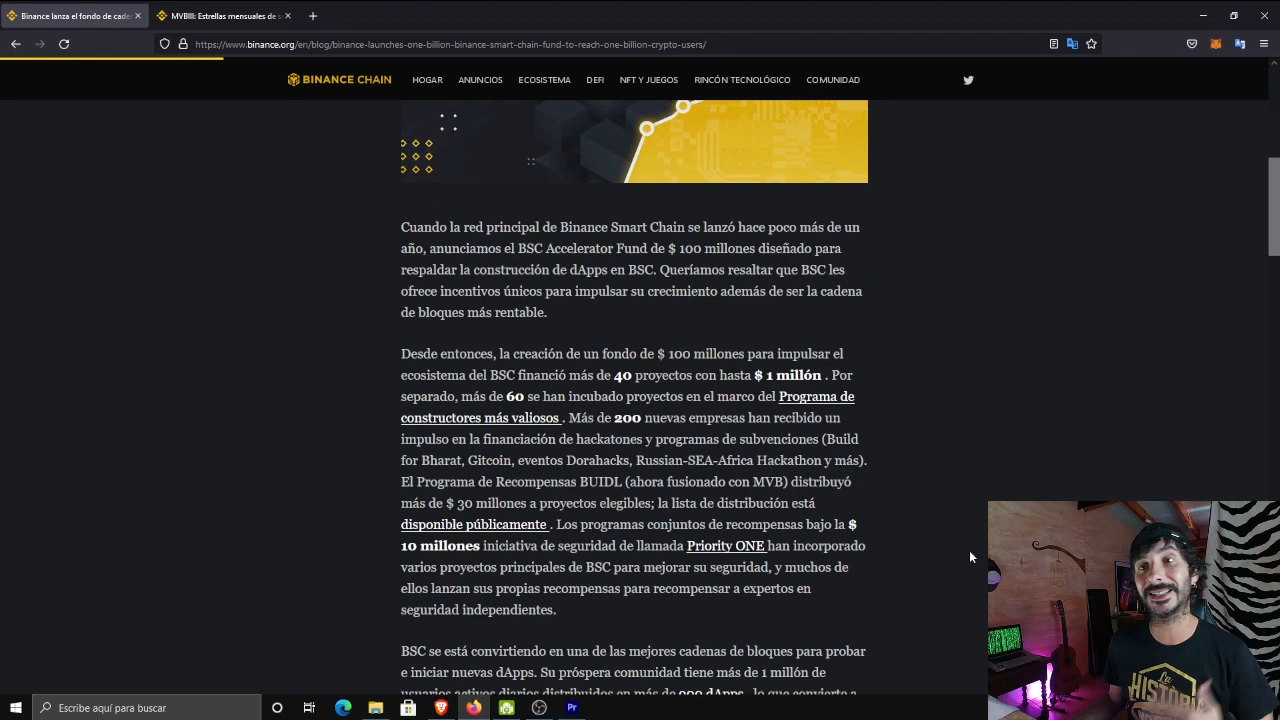 Binance lanza el fondo de cade
MVBIII: Estrellas mensuales de s
https://www.binance.org/en/blog/binance-launches-one-billion-binance-smart-chain-fund-to-reach-one-billion-crypto-users/
BINANCE CHAIN HOGAR ANUNCIOS ECOSISTEMA DEFI NFT Y JUEGOS RINCÓN TECNOLÓGICO COMUNIDAD
Cuando la red principal de Binance Smart Chain se lanzó hace poco más de un
año, anunciamos el BSC Accelerator Fund de $ 100 millones diseñado para
respaldar la construcción de dApps en BSC. Queríamos resaltar que BSC les
ofrece incentivos únicos para impulsar su crecimiento además de ser la cadena
de bloques más rentable.
Desde entonces, la creación de un fondo de $ 100 millones para impulsar el
ecosistema del BSC financió más de 40 proyectos con hasta $ 1 millón . Por
separado, más de 60 se han incubado proyectos en el marco del Programa de
constructores más valiosos . Más de 200 nuevas empresas han recibido un
impulso en la financiación de hackatones y programas de subvenciones (Build
for Bharat, Gitcoin, eventos Dorahacks, Russian-SEA-Africa Hackathon y más).
El Programa de Recompensas BUIDL (ahora fusionado con MVB) distribuyó
más de $ 30 millones a proyectos elegibles; la lista de distribución está
disponible públicamente . Los programas conjuntos de recompensas bajo la $
10 millones iniciativa de seguridad de llamada Priority ONE han incorporado
varios proyectos principales de BSC para mejorar su seguridad, y muchos de
ellos lanzan sus propias recompensas para recompensar a expertos en
seguridad independientes.
BSC se está convirtiendo en una de las mejores cadenas de bloques para probar
e iniciar nuevas dApps. Su próspera comunidad tiene más de 1 millón de
usuarios activos diarios distribuidos en más de 900 dApps , lo que convierte a
La
HISTORIA
Escribe aquí para buscar
Pr